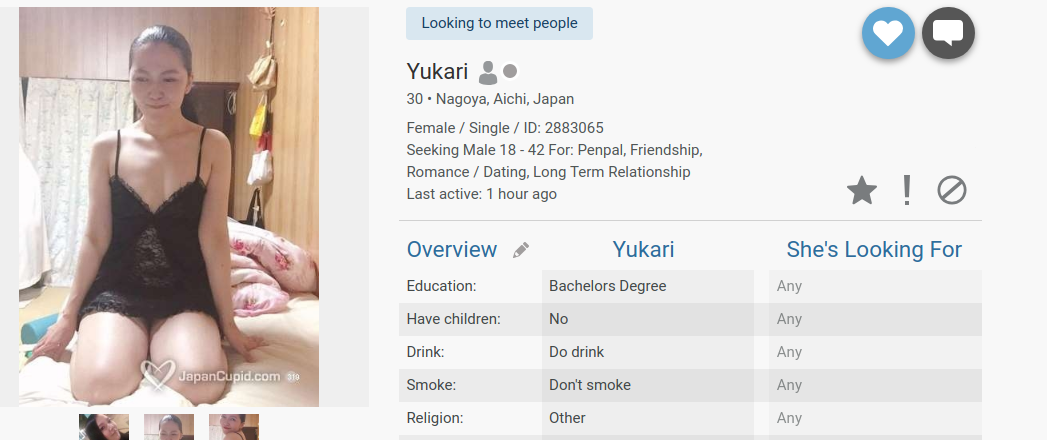 Looking to meet people
Yukari
30 • Nagoya, Aichi, Japan
Female / Single / ID: 2883065
Seeking Male 18 - 42 For: Penpal, Friendship,
Romance / Dating, Long Term Relationship
Last active: 1 hour ago
Overview Yukari She's Looking For
Education: Bachelors Degree Any
Have children: No Any
Drink: Do drink Any
Smoke: Don't smoke Any
Religion: Other Any
JapanCupid.com